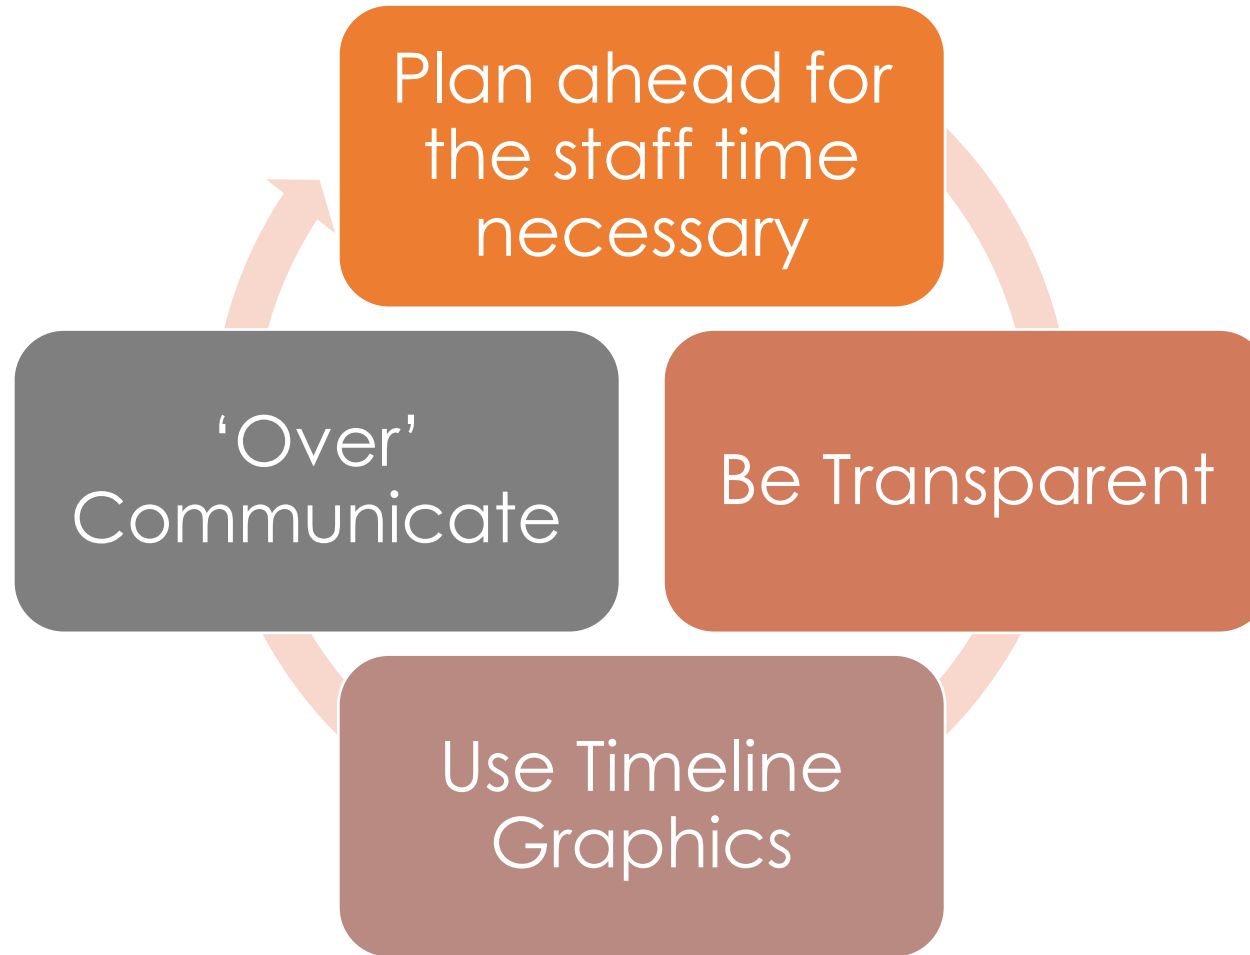 Plan ahead for
the staff time
necessary
Be Transparent
Use Timeline
Graphics
‘Over’
Communicate